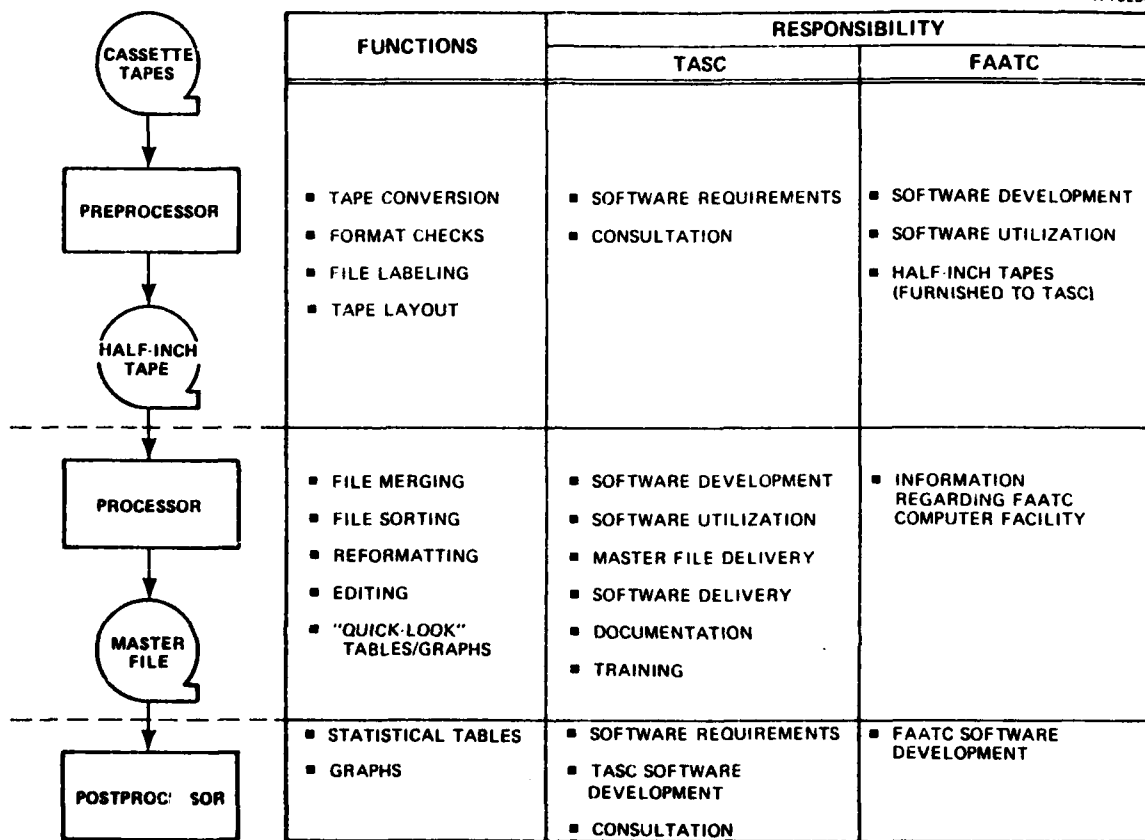 CASSETTE
TAPES
PREPROCESSOR
HALF-INCH
TAPE
PROCESSOR
MASTER
FILE
FUNCTIONS
RESPONSIBILITY
TASC
FAATC
■ TAPE CONVERSION
■ FORMAT CHECKS
■ FILE LABELING
■ TAPE LAYOUT
■ SOFTWARE REQUIREMENTS
■ CONSULTATION
■ SOFTWARE DEVELOPMENT
■ SOFTWARE UTILIZATION
■ HALF-INCH TAPES
(FURNISHED TO TASC)
■ FILE MERGING
■ FILE SORTING
■ REFORMATTING
■ EDITING
■ "QUICK-LOOK"
TABLES/GRAPHS
■ SOFTWARE DEVELOPMENT
■ SOFTWARE UTILIZATION
■ MASTER FILE DELIVERY
■ SOFTWARE DELIVERY
■ DOCUMENTATION
■ TRAINING
■ INFORMATION
REGARDING FAATC
COMPUTER FACILITY
■ STATISTICAL TABLES
■ GRAPHS
■ SOFTWARE REQUIREMENTS
■ TASC SOFTWARE
DEVELOPMENT
■ CONSULTATION
■ FAATC SOFTWARE
DEVELOPMENT